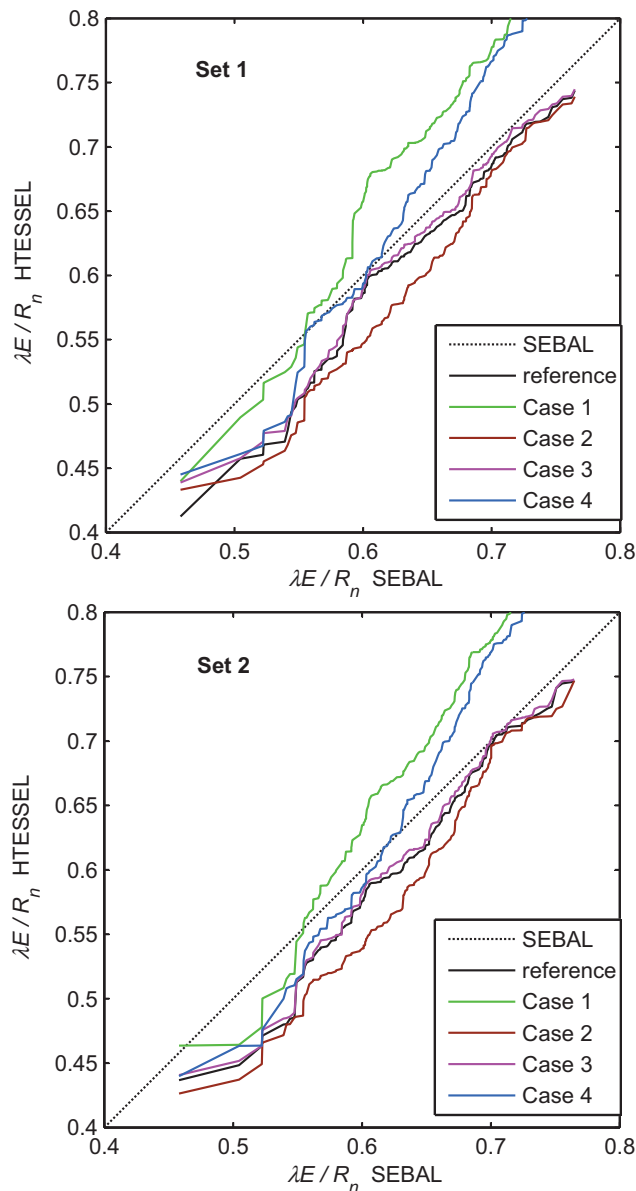 0.8
Set 1
0.75
0.7
0.65
λE / Rn HTESSEL
0.6
0.55
0.5
0.45
0.4
SEBAL
reference
Case 1
Case 2
Case 3
Case 4
0.4 0.5 0.6 0.7 0.8
λE / Rn SEBAL
0.8
Set 2
0.75
0.7
0.65
λE / Rn HTESSEL
0.6
0.55
0.5
0.45
0.4
SEBAL
reference
Case 1
Case 2
Case 3
Case 4
0.4 0.5 0.6 0.7 0.8
λE / Rn SEBAL